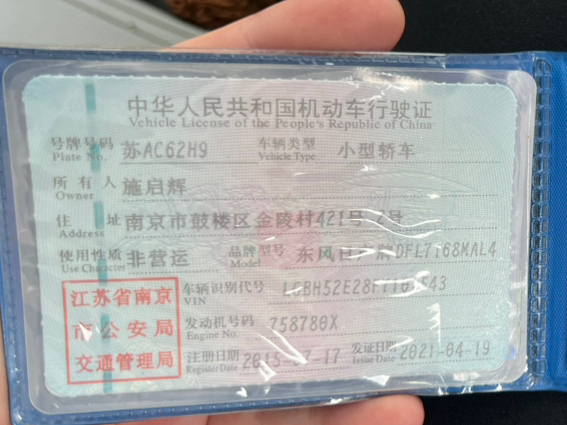 中华人民共和国机动车行驶证
Vehicle License of the People's Republic of China
号牌号码 苏AC62H9 车辆类型 小型轿车
Plate No. Vehicle Type
所有人 施启辉
Owner
住址 南京市鼓楼区金陵村421号
Address
使用性质 非营运 品牌型号 东风日产牌
Use Character Model
江苏省南京
市公安局
交通管理局
车辆识别代号
VIN
发动机号码 758780X
Engine No.
注册日期 发证日期 2021-04-19
Register Date Issue Date